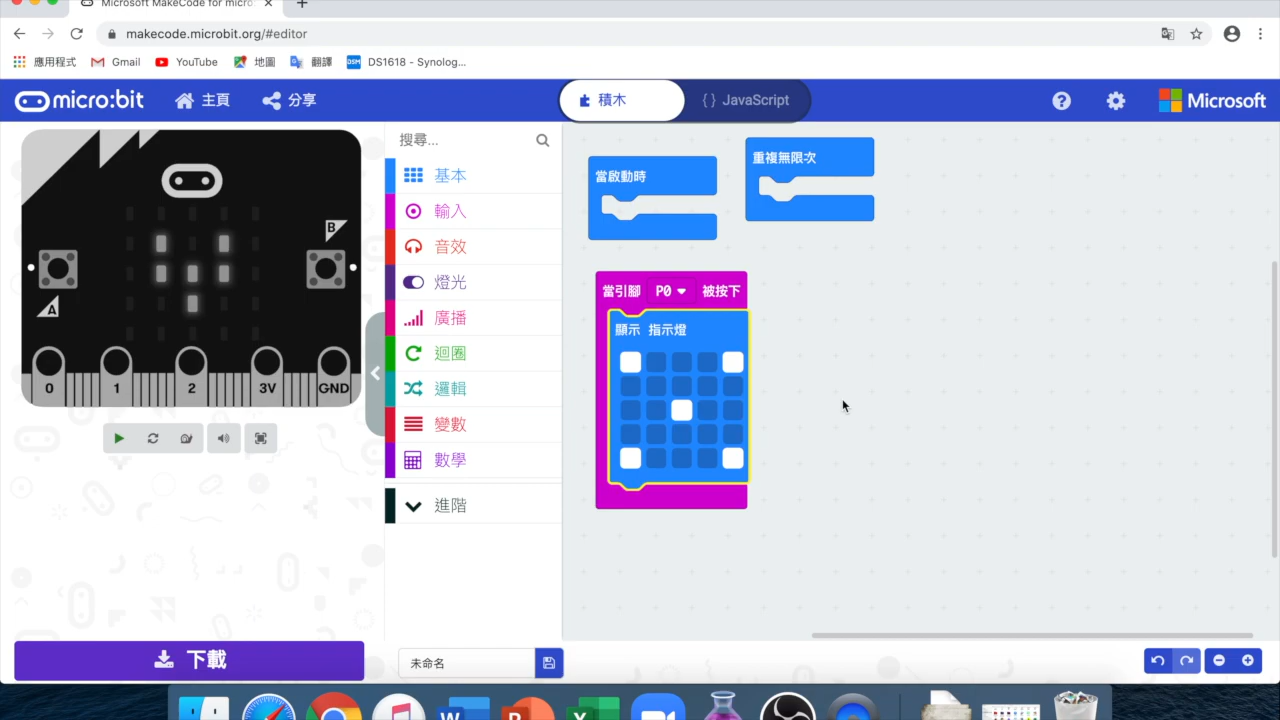 Microsoft MakeCode for micro:
makecode.microbit.org/#editor
應用程式 Gmail YouTube 地圖 翻譯 DSM DS1618 - Synolog...
micro:bit 主頁 分享 積木 {} JavaScript Microsoft
搜尋...
基本
輸入
音效
燈光
廣播
迴圈
邏輯
變數
數學
進階
B
A
0 1 2 3V GND
當啟動時
重複無限次
當引腳 P0 被按下
顯示 指示燈
下載
未命名